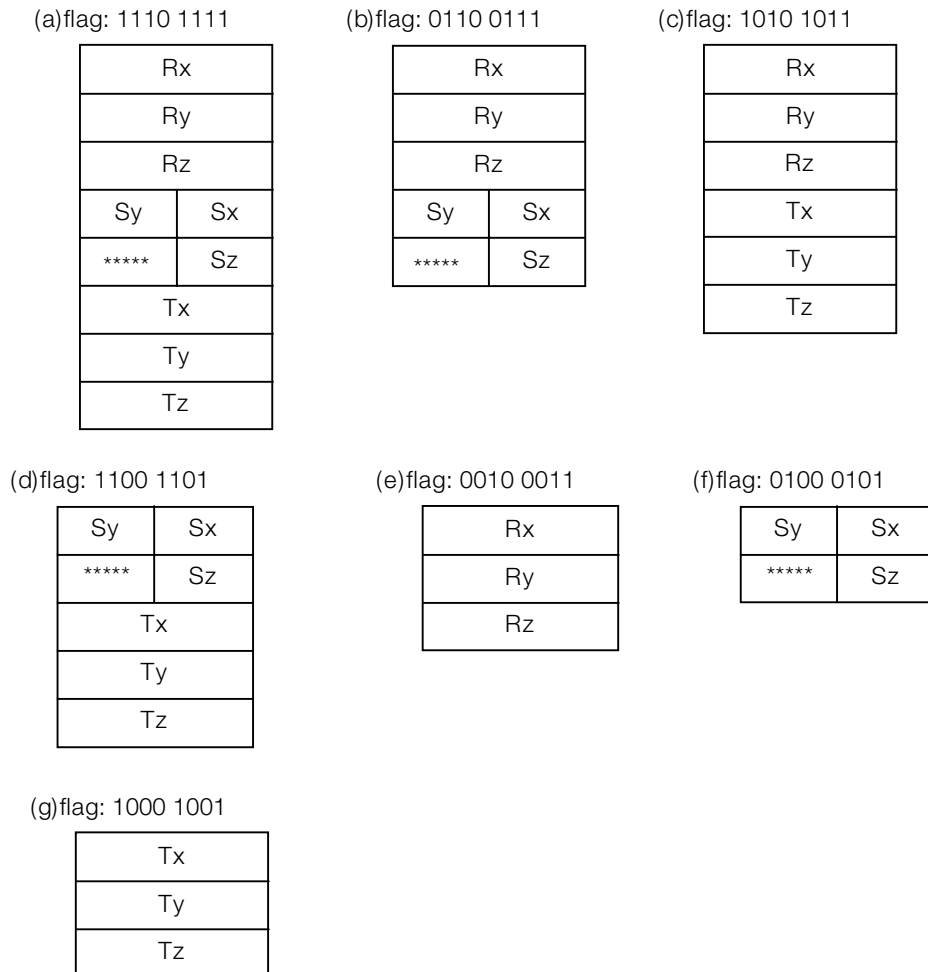 (a)flag: 1110 1111
Rx
Ry
Rz
Sy Sx
***** Sz
Tx
Ty
Tz
(b)flag: 0110 0111
Rx
Ry
Rz
Sy Sx
***** Sz
(c)flag: 1010 1011
Rx
Ry
Rz
Tx
Ty
Tz
(d)flag: 1100 1101
Sy Sx
***** Sz
Tx
Ty
Tz
(e)flag: 0010 0011
Rx
Ry
Rz
(f)flag: 0100 0101
Sy Sx
***** Sz
(g)flag: 1000 1001
Tx
Ty
Tz